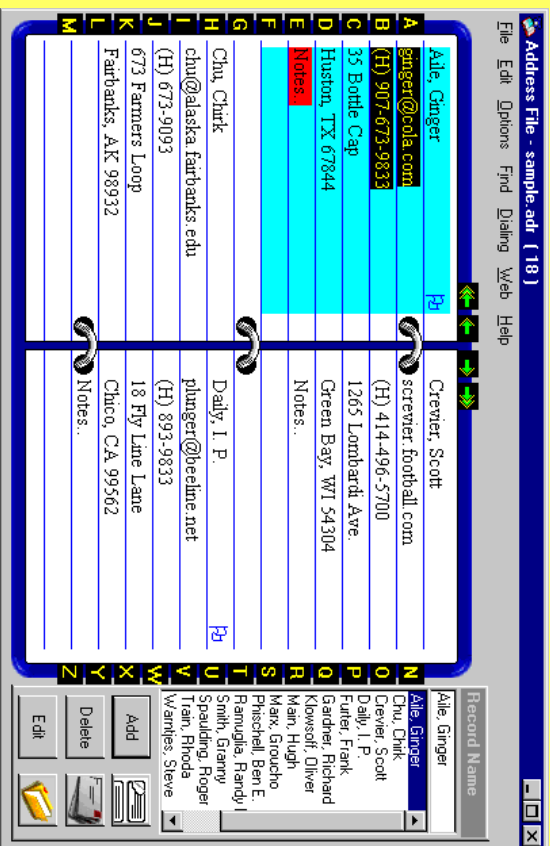 Address File - sample.adr ( 18 )
File Edit Options Find Dialing Web Help
A
B
C
D
E
F
G
H
I
J
K
L
M
Aile, Ginger
ginger@cola.com
(H) 907-673-9833
35 Bottle Cap
Huston, TX 67844
Notes..
Chu, Chirk
chu@alaska.fairbanks.edu
(H) 673-9093
673 Farmers Loop
Fairbanks, AK 98932
Crevier, Scott
screvier.football.com
(H) 414-496-5700
1265 Lombardi Ave.
Green Bay, WI 54304
Notes..
Daily, I. P.
plunger@beeline.net
(H) 893-9833
18 Fly Line Lane
Chico, CA 99562
Notes..
N
O
P
Q
R
S
T
U
V
W
X
Y
Z
Record Name
Aile, Ginger
Aile, Ginger
Chu, Chirk
Crevier, Scott
Daily, I. P.
Furter, Frank
Gardner, Richard
Klowsoff, Oliver
Main, Hugh
Marx, Groucho
Phischell, Ben E.
Ramuglia, Randy
Smith, Granny
Spaulding, Roger
Train, Rhoda
Warntjes, Steve
Add
Delete
Edit